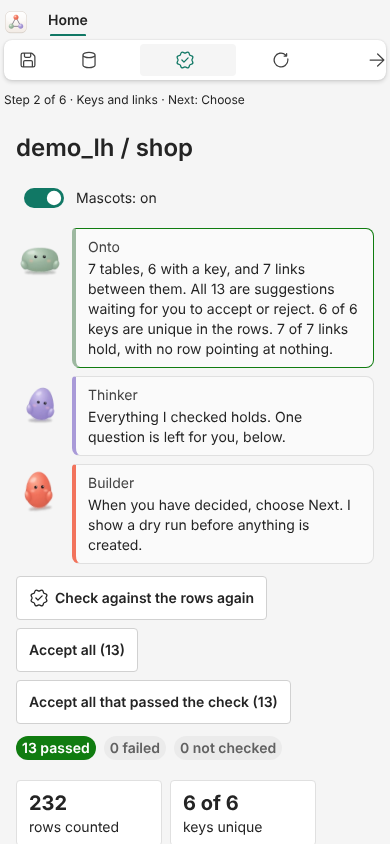 Home
Step 2 of 6 · Keys and links · Next: Choose
demo_lh / shop
Mascots: on
Onto
7 tables, 6 with a key, and 7 links
between them. All 13 are suggestions
waiting for you to accept or reject. 6 of 6
keys are unique in the rows. 7 of 7 links
hold, with no row pointing at nothing.
Thinker
Everything I checked holds. One
question is left for you, below.
Builder
When you have decided, choose Next. I
show a dry run before anything is
created.
Check against the rows again
Accept all (13)
Accept all that passed the check (13)
13 passed 0 failed 0 not checked
232 6 of 6
rows counted keys unique